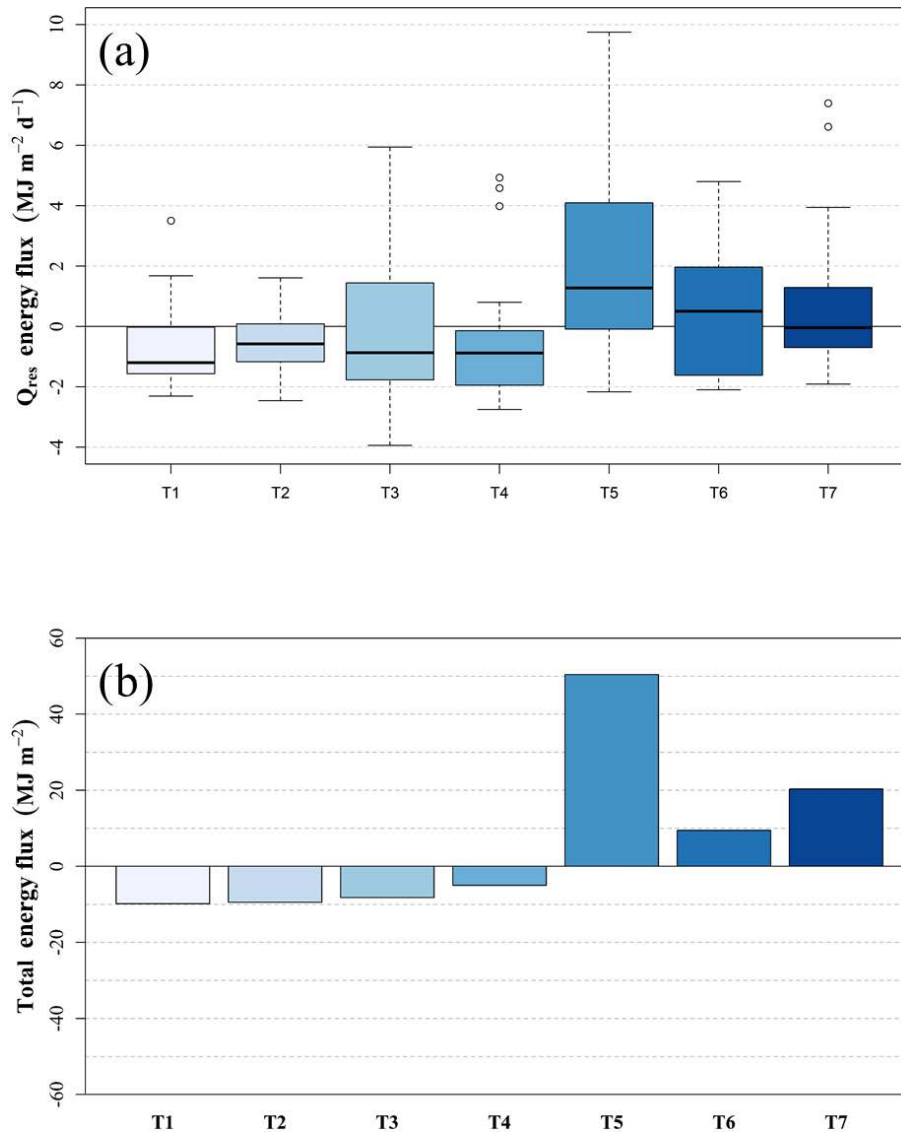 (a)
Q_res energy flux (MJ m⁻² d⁻¹)
10
8
6
4
2
0
-2
-4
T1 T2 T3 T4 T5 T6 T7
(b)
Total energy flux (MJ m⁻²)
60
40
20
0
-20
-40
-60
T1 T2 T3 T4 T5 T6 T7